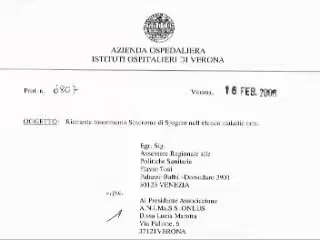 AZIENDA OSPEDALIERA
ISTITUTI OSPITALIERI DI VERONA
Prot. n. 6807 Verona, 16 FEB. 2006
OGGETTO: Richiesta inserimento Sindrome di Sjogren nell'elenco malattie rare.
Egr. Sig.
Assessore Regionale alle
Politiche Sanitarie
Flavio Tosi
Palazzo Balbi - Dorsoduro 3901
30123 VENEZIA
e, p.c.
Al Presidente Associazione
A.N.I.Ma.S.S. ONLUS
D.ssa Lucia Marotta
Via Fulione, 6
37121 VERONA